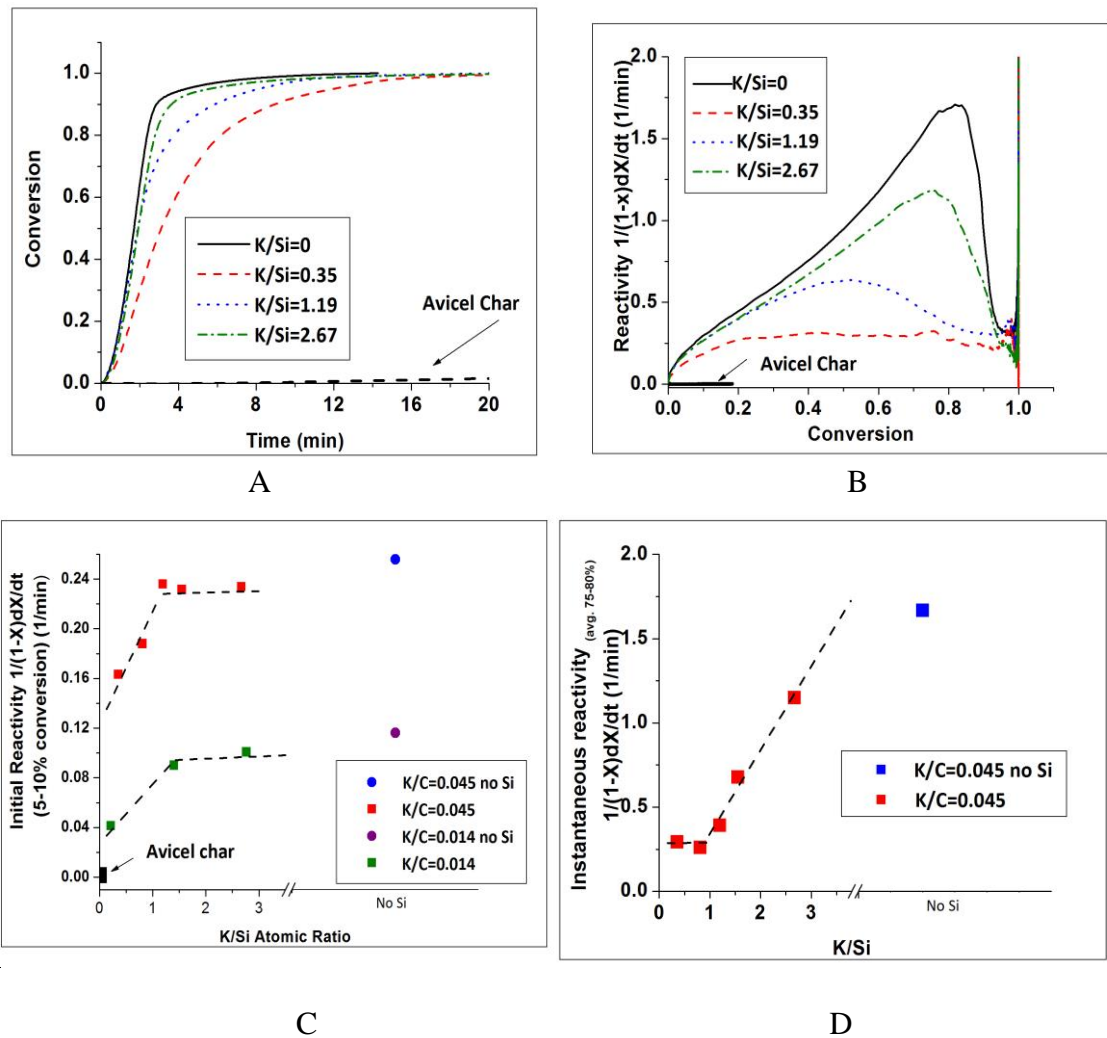 Conversion
1.0
0.8
0.6
0.4
0.2
0.0
K/Si=0
K/Si=0.35
K/Si=1.19
K/Si=2.67
Avicel Char
0 4 8 12 16 20
Time (min)
A
Reactivity 1/(1-x)dX/dt (1/min)
2.0
1.5
1.0
0.5
0.0
K/Si=0
K/Si=0.35
K/Si=1.19
K/Si=2.67
Avicel Char
0.0 0.2 0.4 0.6 0.8 1.0
Conversion
B
Initial Reactivity 1/(1-X)dX/dt
(5-10% conversion) (1/min)
0.24
0.20
0.16
0.12
0.08
0.04
0.00
Avicel char
K/C=0.045 no Si
K/C=0.045
K/C=0.014 no Si
K/C=0.014
0 1 2 3
No Si
K/Si Atomic Ratio
C
Instantaneous reactivity (avg. 75-80%)
1/(1-X)dX/dt (1/min)
2.0
1.5
1.0
0.5
0.0
K/C=0.045 no Si
K/C=0.045
0 1 2 3
No Si
K/Si
D